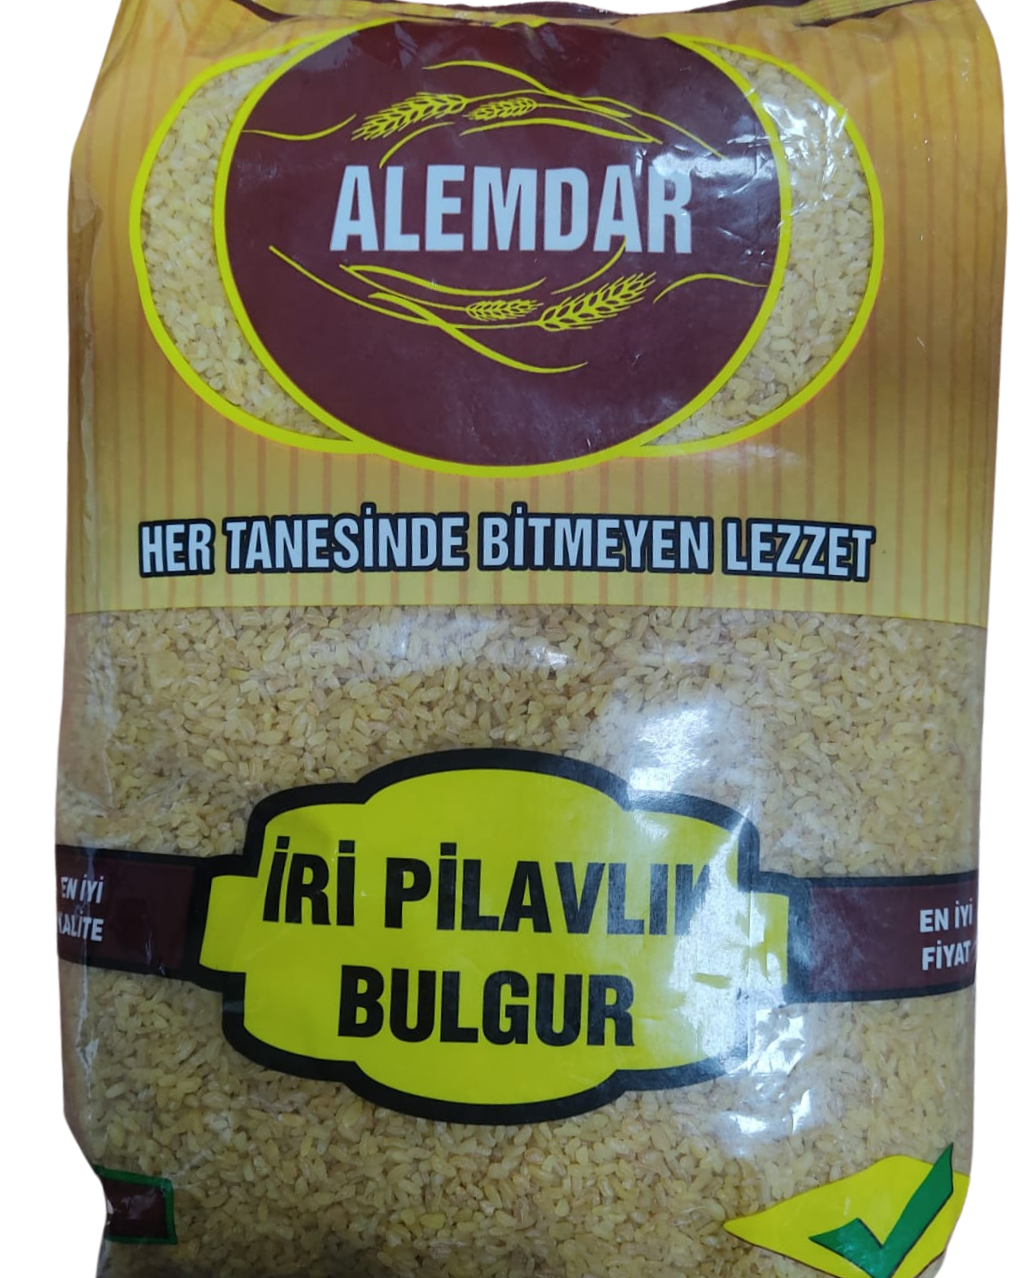 ALEMDAR
HER TANESİNDE BİTMEYEN LEZZET
İRİ PİLAVLIK
BULGUR
EN İYİ
KALİTE
EN İYİ
FİYAT